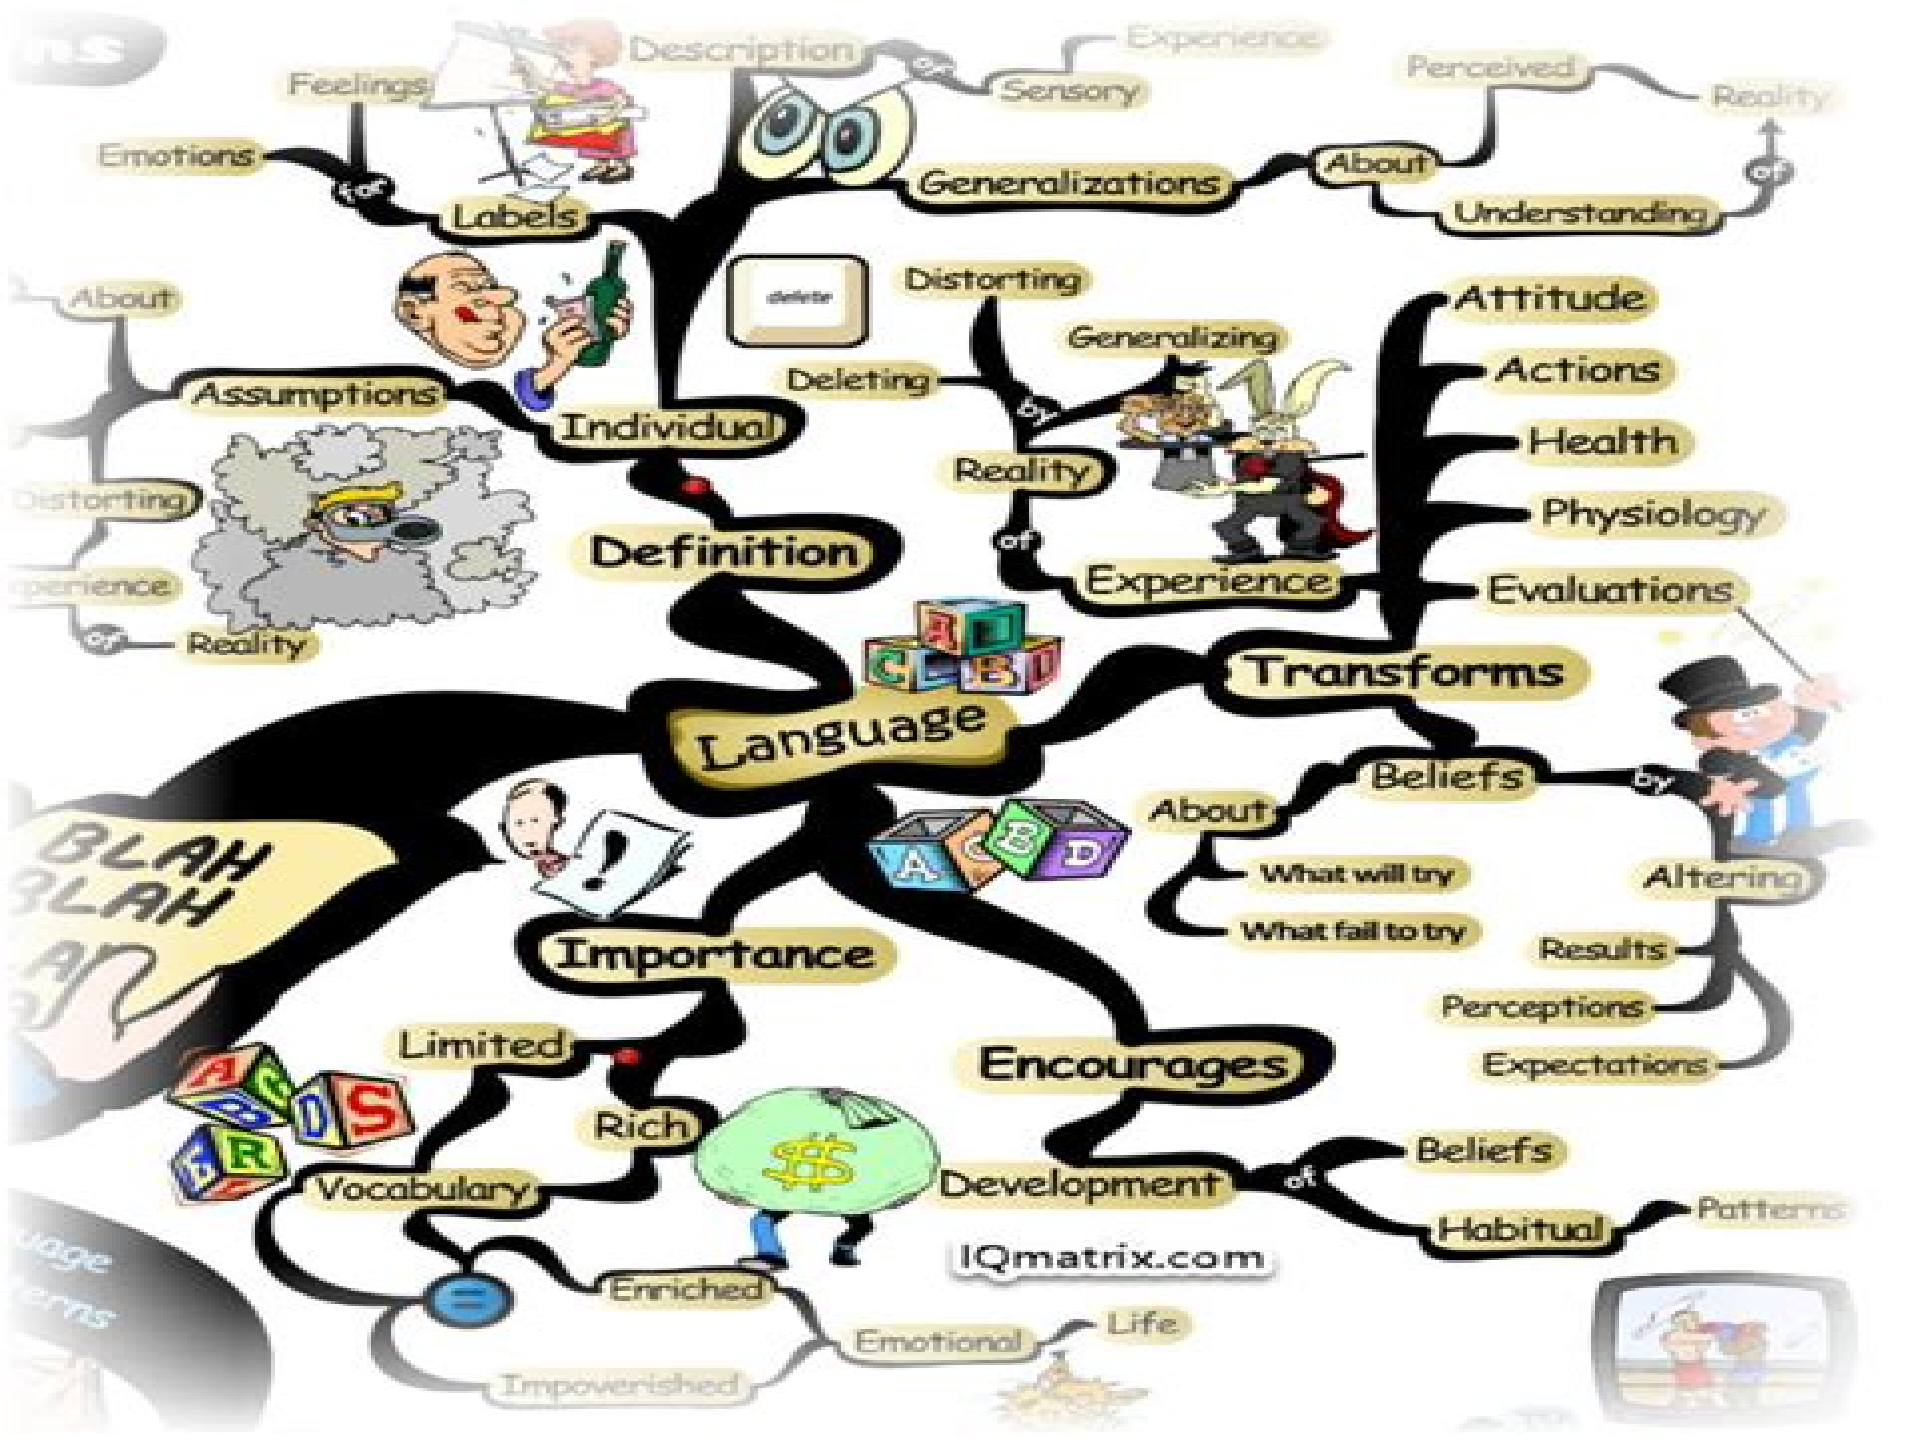 ns
Description
of
Sensory
Experience
Feelings
Emotions
for
Labels
Generalizations
About
Perceived
Reality
of
Understanding
About
Assumptions
Individual
Distorting
of
Reality
Definition
delete
Distorting
Generalizing
Deleting
by
Reality
of
Experience
Attitude
Actions
Health
Physiology
Evaluations
A
C
B
Language
Transforms
Beliefs
by
About
What will try
What fail to try
Altering
Results
Perceptions
Expectations
BLAH
BLAH
!
A
B
D
Importance
Limited
Rich
Vocabulary
A
B
D
S
R
=
Enriched
Impoverished
Emotional
Life
$
Encourages
Development
of
Beliefs
Habitual
Patterns
IQmatrix.com